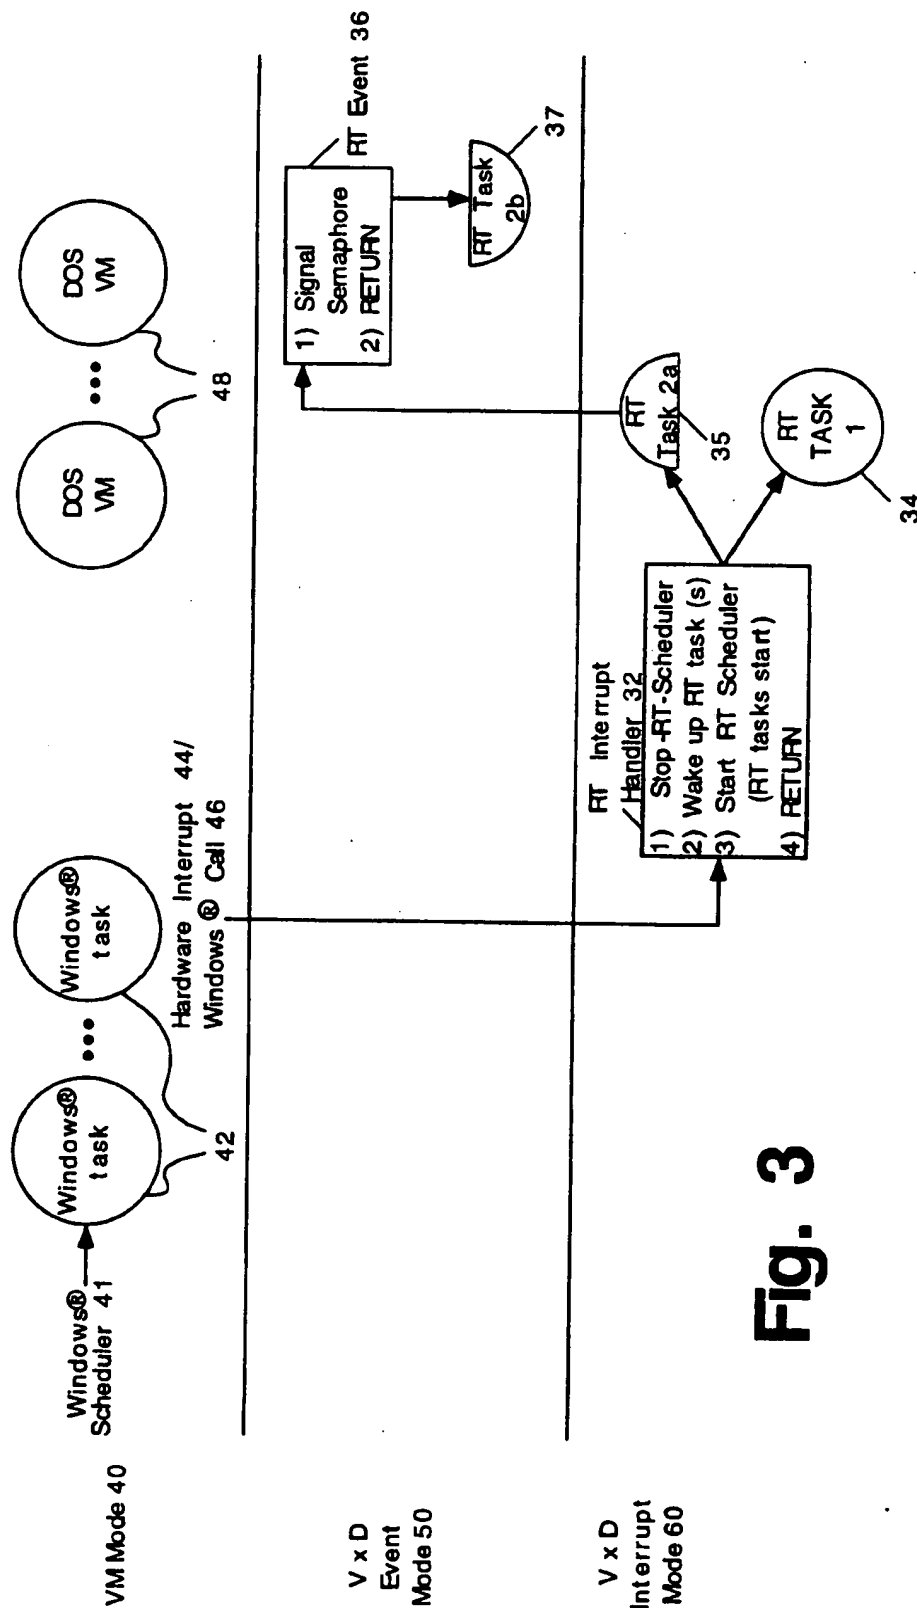 VM Mode 40
Windows®
Scheduler 41
Windows®
task
Windows®
task
42
Hardware Interrupt 44/
Windows ® Call 46
DOS
VM
DOS
VM
48
V x D
Event
Mode 50
1) Signal
Semaphore
2) RETURN
RT Event 36
RT Task
2b
37
V x D
Interrupt
Mode 60
RT Interrupt
Handler 32
1) Stop-RT-Scheduler
2) Wake up RT task (s)
3) Start RT Scheduler
(RT tasks start)
4) RETURN
RT
Task 2a
35
RT
TASK
1
34
Fig. 3